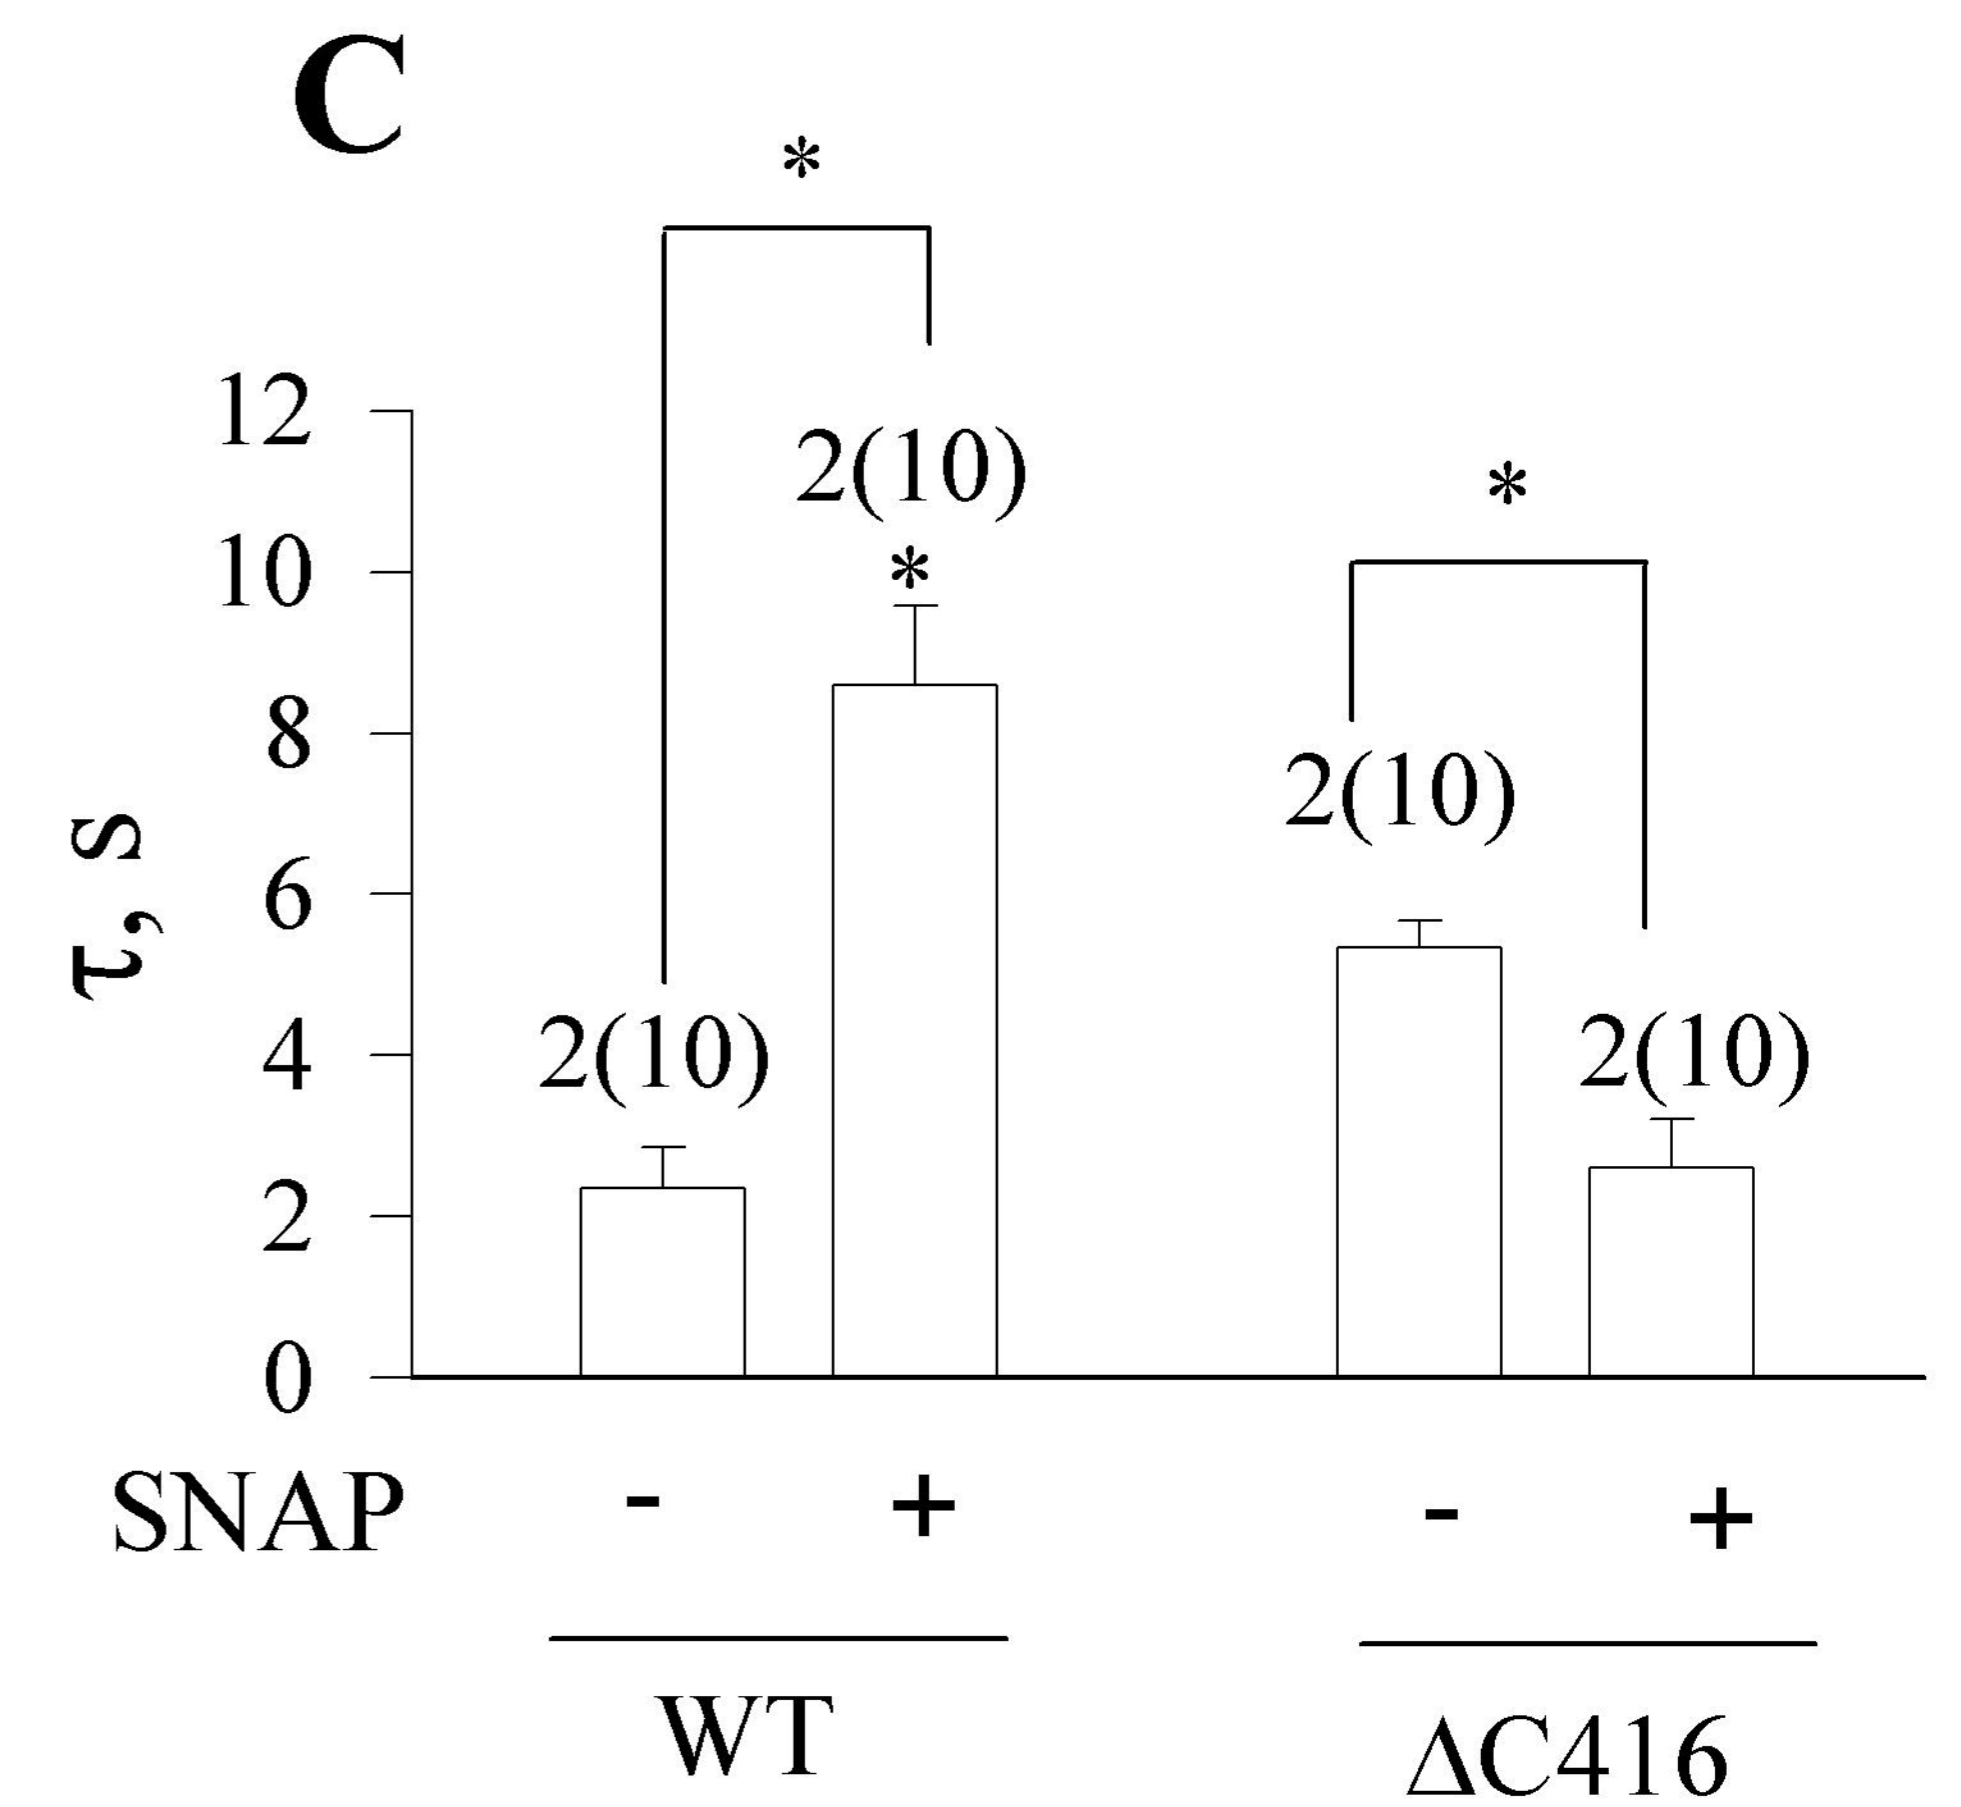 C
*
12
2(10)
*
10
*
8
2(10)
τ, s
6
4
2(10)
2(10)
2
0
SNAP - + - +
WT
ΔC416